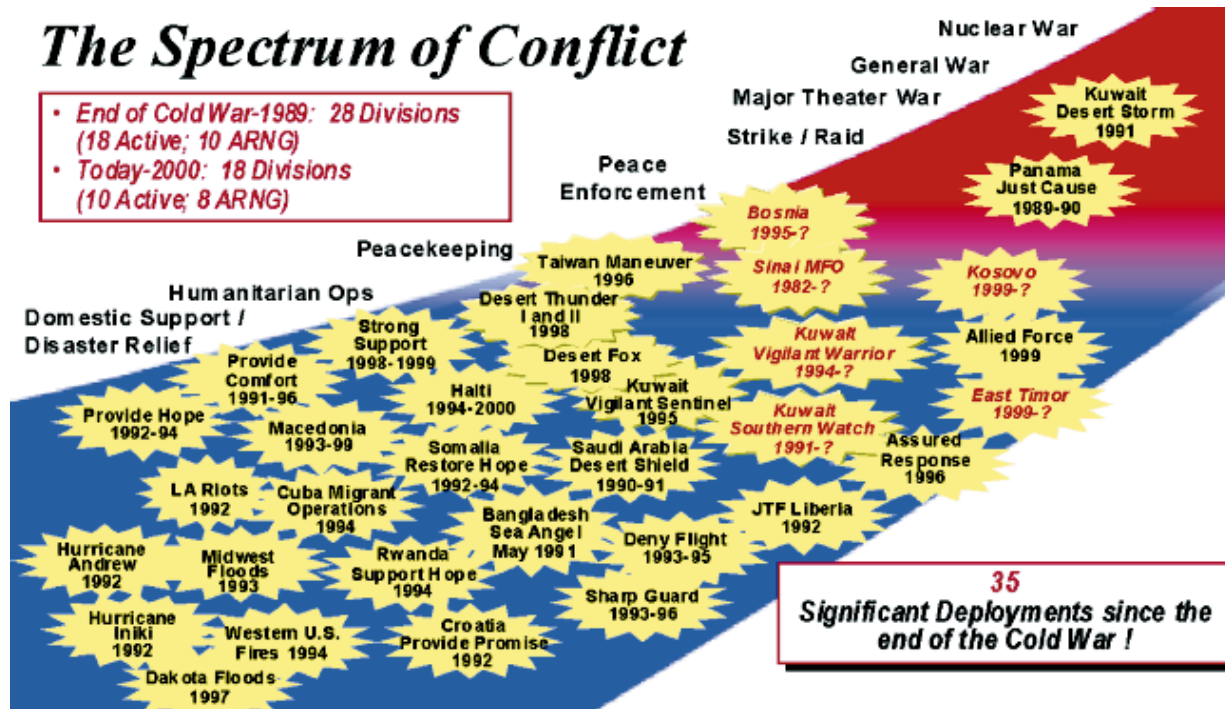 The Spectrum of Conflict
• End of Cold War-1989: 28 Divisions
(18 Active; 10 ARNG)
• Today-2000: 18 Divisions
(10 Active; 8 ARNG)
Nuclear War
General War
Major Theater War
Strike / Raid
Peace
Enforcement
Peacekeeping
Humanitarian Ops
Domestic Support /
Disaster Relief
Kuwait
Desert Storm
1991
Panama
Just Cause
1989-90
Bosnia
1995-?
Taiwan Maneuver
1996
Sinai MFO
1982-?
Kosovo
1999-?
Desert Thunder
I and II
1998
Strong
Support
1998-1999
Kuwait
Vigilant Warrior
1994-?
Allied Force
1999
Provide
Comfort
1991-96
Desert Fox
1998
Haiti
1994-2000
Kuwait
Vigilant Sentinel
1995
East Timor
1999-?
Provide Hope
1992-94
Macedonia
1993-99
Kuwait
Southern Watch
1991-?
Somalia
Restore Hope
1992-94
Saudi Arabia
Desert Shield
1990-91
Assured
Response
1996
LA Riots
1992
Cuba Migrant
Operations
1994
Bangladesh
Sea Angel
May 1991
JTF Liberia
1992
Deny Flight
1993-95
Hurricane
Andrew
1992
Midwest
Floods
1993
Rwanda
Support Hope
1994
Sharp Guard
1993-96
Hurricane
Iniki
1992
Western U.S.
Fires 1994
Croatia
Provide Promise
1992
Dakota Floods
1997
35
Significant Deployments since the
end of the Cold War !